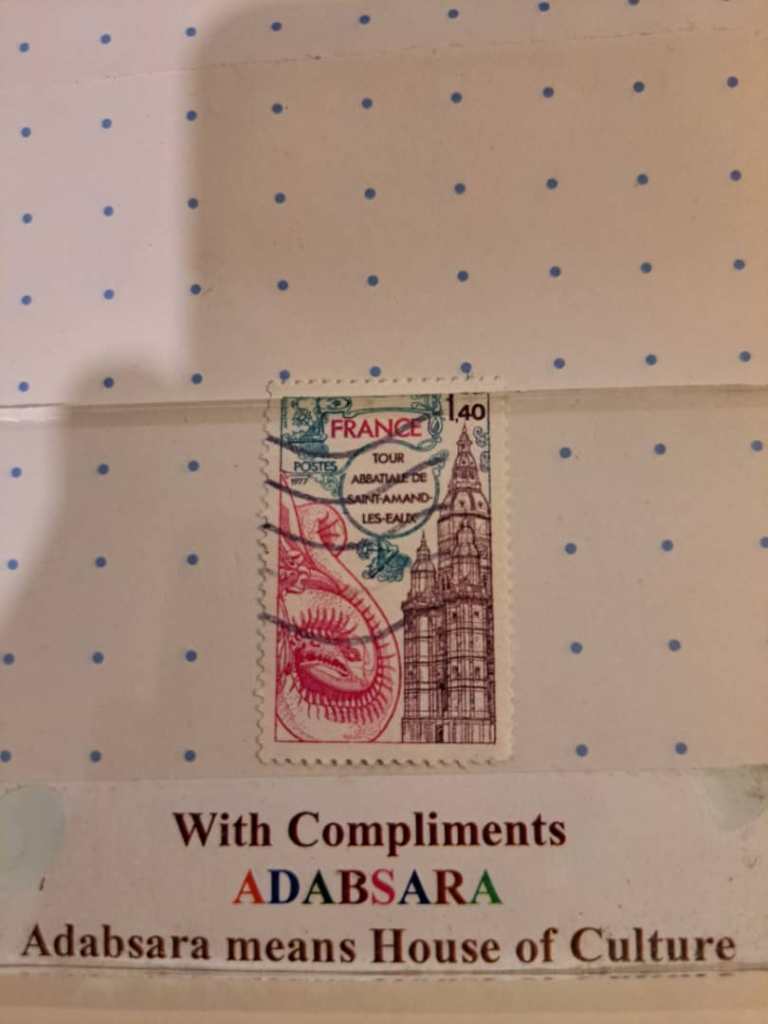 1,40
FRANCE
POSTES
1977
TOUR
ABBATIALE DE
SAINT-AMAND-
LES-EAUX
With Compliments
ADABSARA
Adabsara means House of Culture